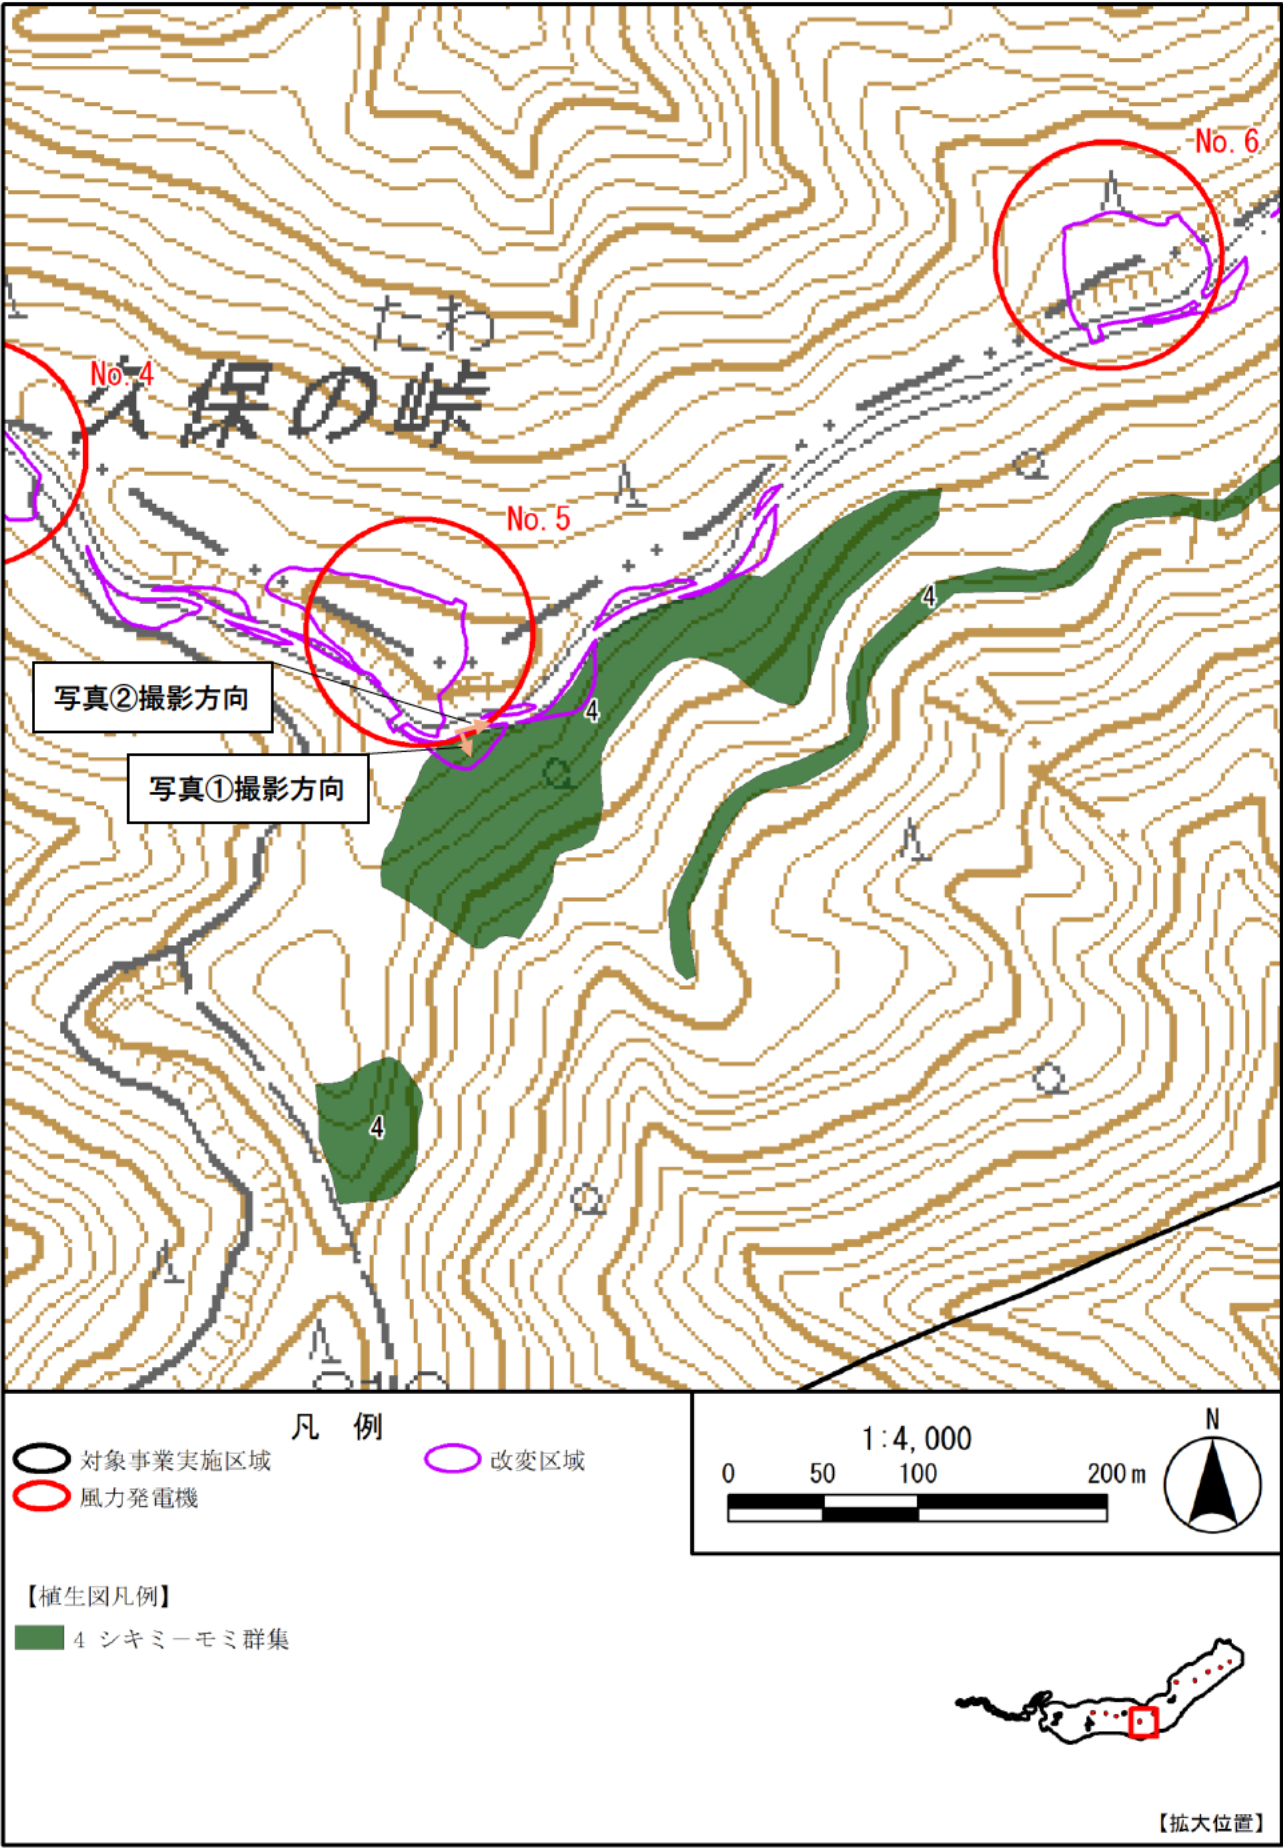 No. 6
たわ
No. 4
久保の峠
No. 5
4
写真②撮影方向
4
写真①撮影方向
4
凡 例
対象事業実施区域
改変区域
風力発電機
1:4,000
0 50 100 200m
N
【植生図凡例】
4 シキミーモミ群集
【拡大位置】